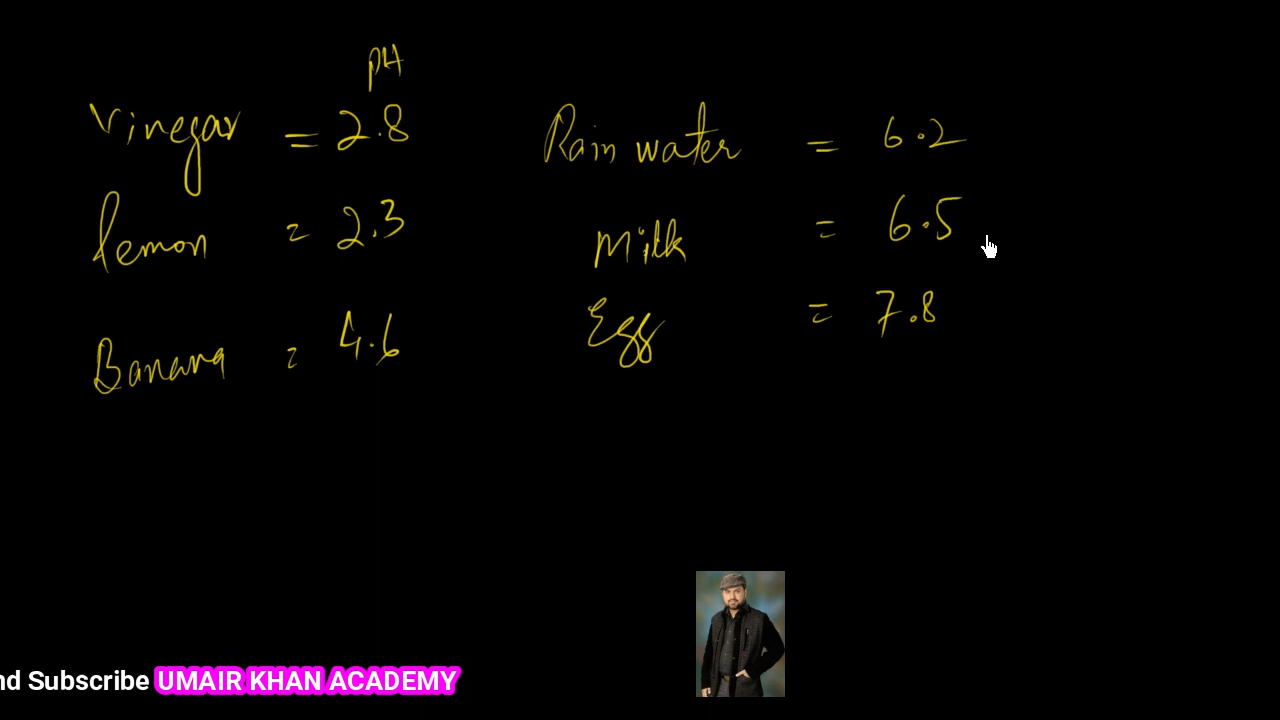 pH
Vinegar = 2.8
lemon = 2.3
Banana = 4.6
Rain water = 6.2
Milk = 6.5
Egg = 7.8
nd Subscribe UMAIR KHAN ACADEMY